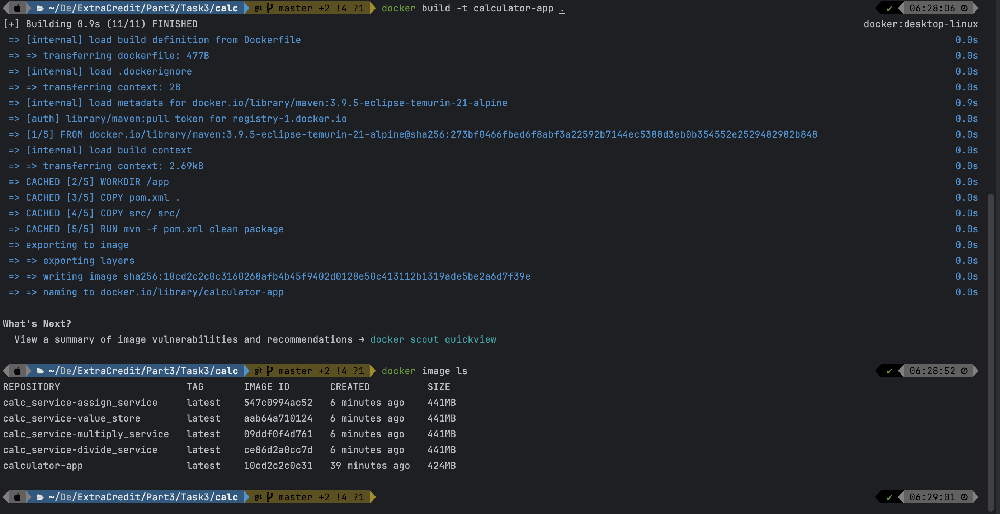 ~/De/ExtraCredit/Part3/Task3/calc git master +2 !4 ?1 docker build -t calculator-app . ✔ 06:28:06
[+] Building 0.9s (11/11) FINISHED docker:desktop-linux
=> [internal] load build definition from Dockerfile 0.0s
=> => transferring dockerfile: 477B 0.0s
=> [internal] load .dockerignore 0.0s
=> => transferring context: 2B 0.0s
=> [internal] load metadata for docker.io/library/maven:3.9.5-eclipse-temurin-21-alpine 0.9s
=> [auth] library/maven:pull token for registry-1.docker.io 0.0s
=> [1/5] FROM docker.io/library/maven:3.9.5-eclipse-temurin-21-alpine@sha256:273bf0466fbed6f8abf3a22592b7144ec5388d3eb0b354552e2529482982b848 0.0s
=> [internal] load build context 0.0s
=> => transferring context: 2.69kB 0.0s
=> CACHED [2/5] WORKDIR /app 0.0s
=> CACHED [3/5] COPY pom.xml . 0.0s
=> CACHED [4/5] COPY src/ src/ 0.0s
=> CACHED [5/5] RUN mvn -f pom.xml clean package 0.0s
=> exporting to image 0.0s
=> => exporting layers 0.0s
=> => writing image sha256:10cd2c2c0c3160268afb4b45f9402d0128e50c413112b1319ade5be2a6d7f39e 0.0s
=> => naming to docker.io/library/calculator-app 0.0s
What's Next?
View a summary of image vulnerabilities and recommendations → docker scout quickview
~/De/ExtraCredit/Part3/Task3/calc git master +2 !4 ?1 docker image ls ✔ 06:28:52
REPOSITORY TAG IMAGE ID CREATED SIZE
calc_service-assign_service latest 547c0994ac52 6 minutes ago 441MB
calc_service-value_store latest aab64a710124 6 minutes ago 441MB
calc_service-multiply_service latest 09ddf0f4d761 6 minutes ago 441MB
calc_service-divide_service latest ce86d2a0cc7d 6 minutes ago 441MB
calculator-app latest 10cd2c2c0c31 39 minutes ago 424MB
~/De/ExtraCredit/Part3/Task3/calc git master +2 !4 ?1 ✔ 06:29:01